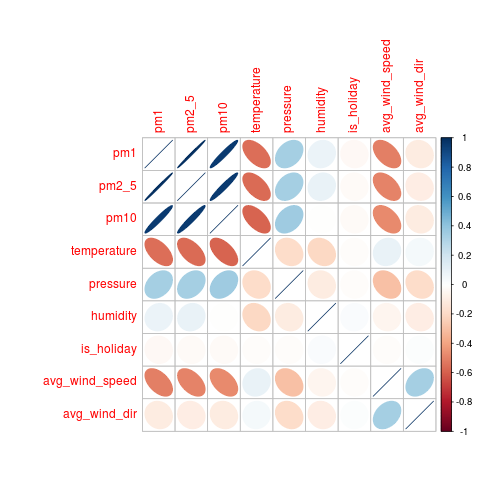 pm1
pm2_5
pm10
temperature
pressure
humidity
is_holiday
avg_wind_speed
avg_wind_dir
pm1
pm2_5
pm10
temperature
pressure
humidity
is_holiday
avg_wind_speed
avg_wind_dir
1
0.8
0.6
0.4
0.2
0
-0.2
-0.4
-0.6
-0.8
-1